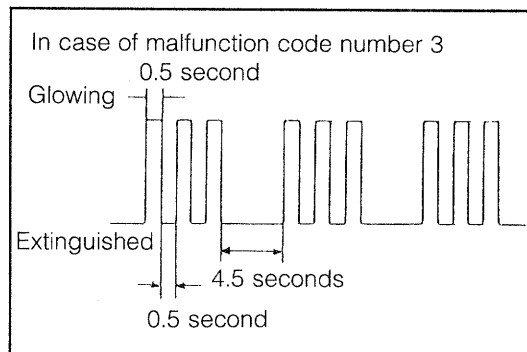 In case of malfunction code number 3
0.5 second
Glowing
Extinguished
4.5 seconds
0.5 second